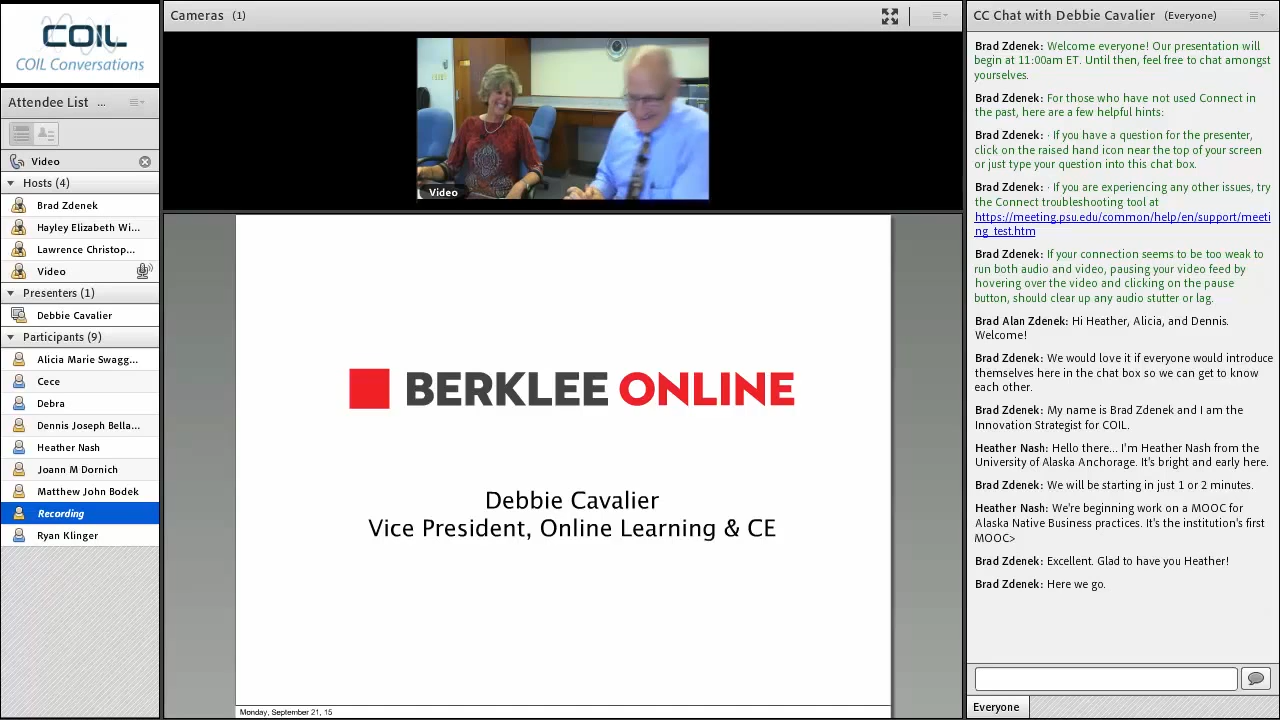 COIL
COIL Conversations
Attendee List ...
Video
Hosts (4)
Brad Zdenek
Hayley Elizabeth Wi...
Lawrence Christop...
Video
Presenters (1)
Debbie Cavalier
Participants (9)
Alicia Marie Swagg...
Cece
Debra
Dennis Joseph Bella...
Heather Nash
Joann M Dornich
Matthew John Bodek
Recording
Ryan Klinger
Cameras (1)
Video
BERKLEE ONLINE
Debbie Cavalier
Vice President, Online Learning & CE
Monday, September 21, 15
CC Chat with Debbie Cavalier (Everyone)
Brad Zdenek: Welcome everyone! Our presentation will
begin at 11:00am ET. Until then, feel free to chat amongst
yourselves.
Brad Zdenek: For those who have not used Connect in
the past, here are a few helpful hints:
Brad Zdenek: · If you have a question for the presenter,
click on the raised hand icon near the top of your screen
or just type your question into this chat box.
Brad Zdenek: · If you are experiencing any other issues, try
the Connect troubleshooting tool at
https://meeting.psu.edu/common/help/en/support/meeti
ng_test.htm
Brad Zdenek: If your connection seems to be too weak to
run both audio and video, pausing your video feed by
hovering over the video and clicking on the pause
button, should clear up any audio stutter or lag.
Brad Alan Zdenek: Hi Heather, Alicia, and Dennis.
Welcome!
Brad Zdenek: We would love it if everyone would introduce
themselves here in the chat box so we can get to know
each other.
Brad Zdenek: My name is Brad Zdenek and I am the
Innovation Strategist for COIL.
Heather Nash: Hello there... I'm Heather Nash from the
University of Alaska Anchorage. It's bright and early here.
Brad Zdenek: We will be starting in just 1 or 2 minutes.
Heather Nash: We're beginning work on a MOOC for
Alaska Native Business practices. It's the institution's first
MOOC>
Brad Zdenek: Excellent. Glad to have you Heather!
Brad Zdenek: Here we go.
Everyone